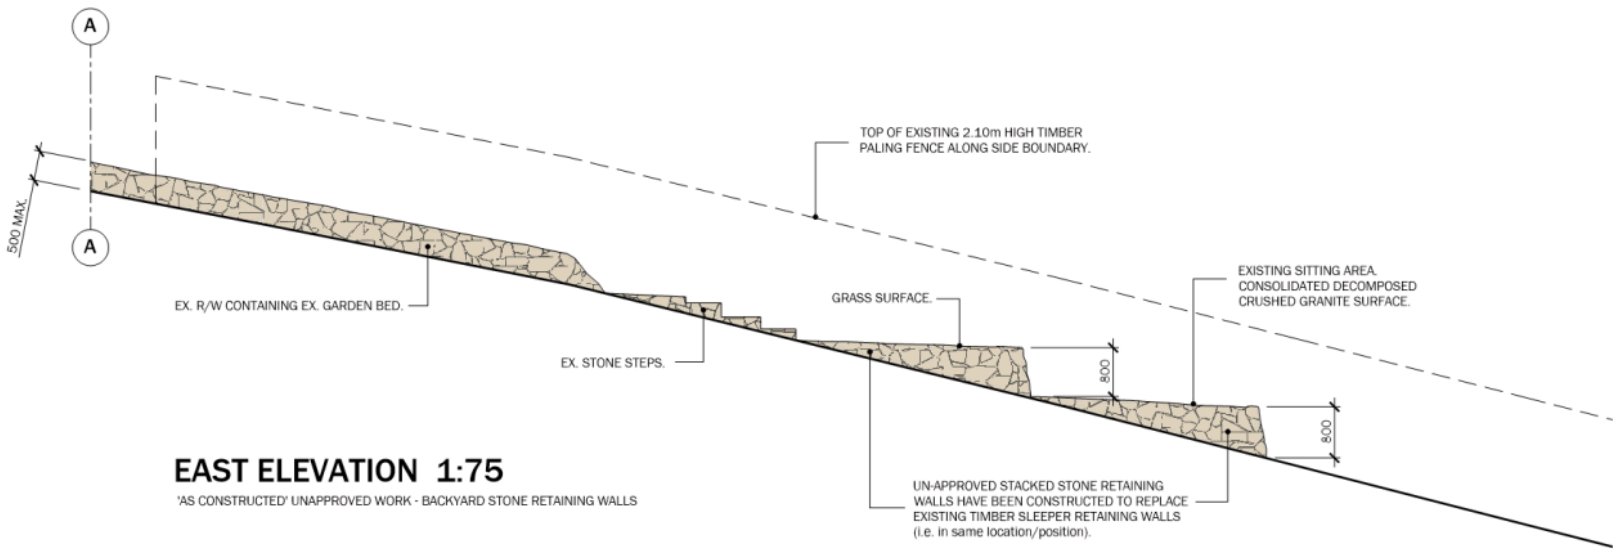 A
TOP OF EXISTING 2.10m HIGH TIMBER
PALING FENCE ALONG SIDE BOUNDARY.
500 MAX.
A
EX. R/W CONTAINING EX. GARDEN BED.
GRASS SURFACE.
EXISTING SITTING AREA.
CONSOLIDATED DECOMPOSED
CRUSHED GRANITE SURFACE.
EX. STONE STEPS.
800
800
EAST ELEVATION 1:75
'AS CONSTRUCTED' UNAPPROVED WORK - BACKYARD STONE RETAINING WALLS
UN-APPROVED STACKED STONE RETAINING
WALLS HAVE BEEN CONSTRUCTED TO REPLACE
EXISTING TIMBER SLEEPER RETAINING WALLS
(i.e. in same location/position).